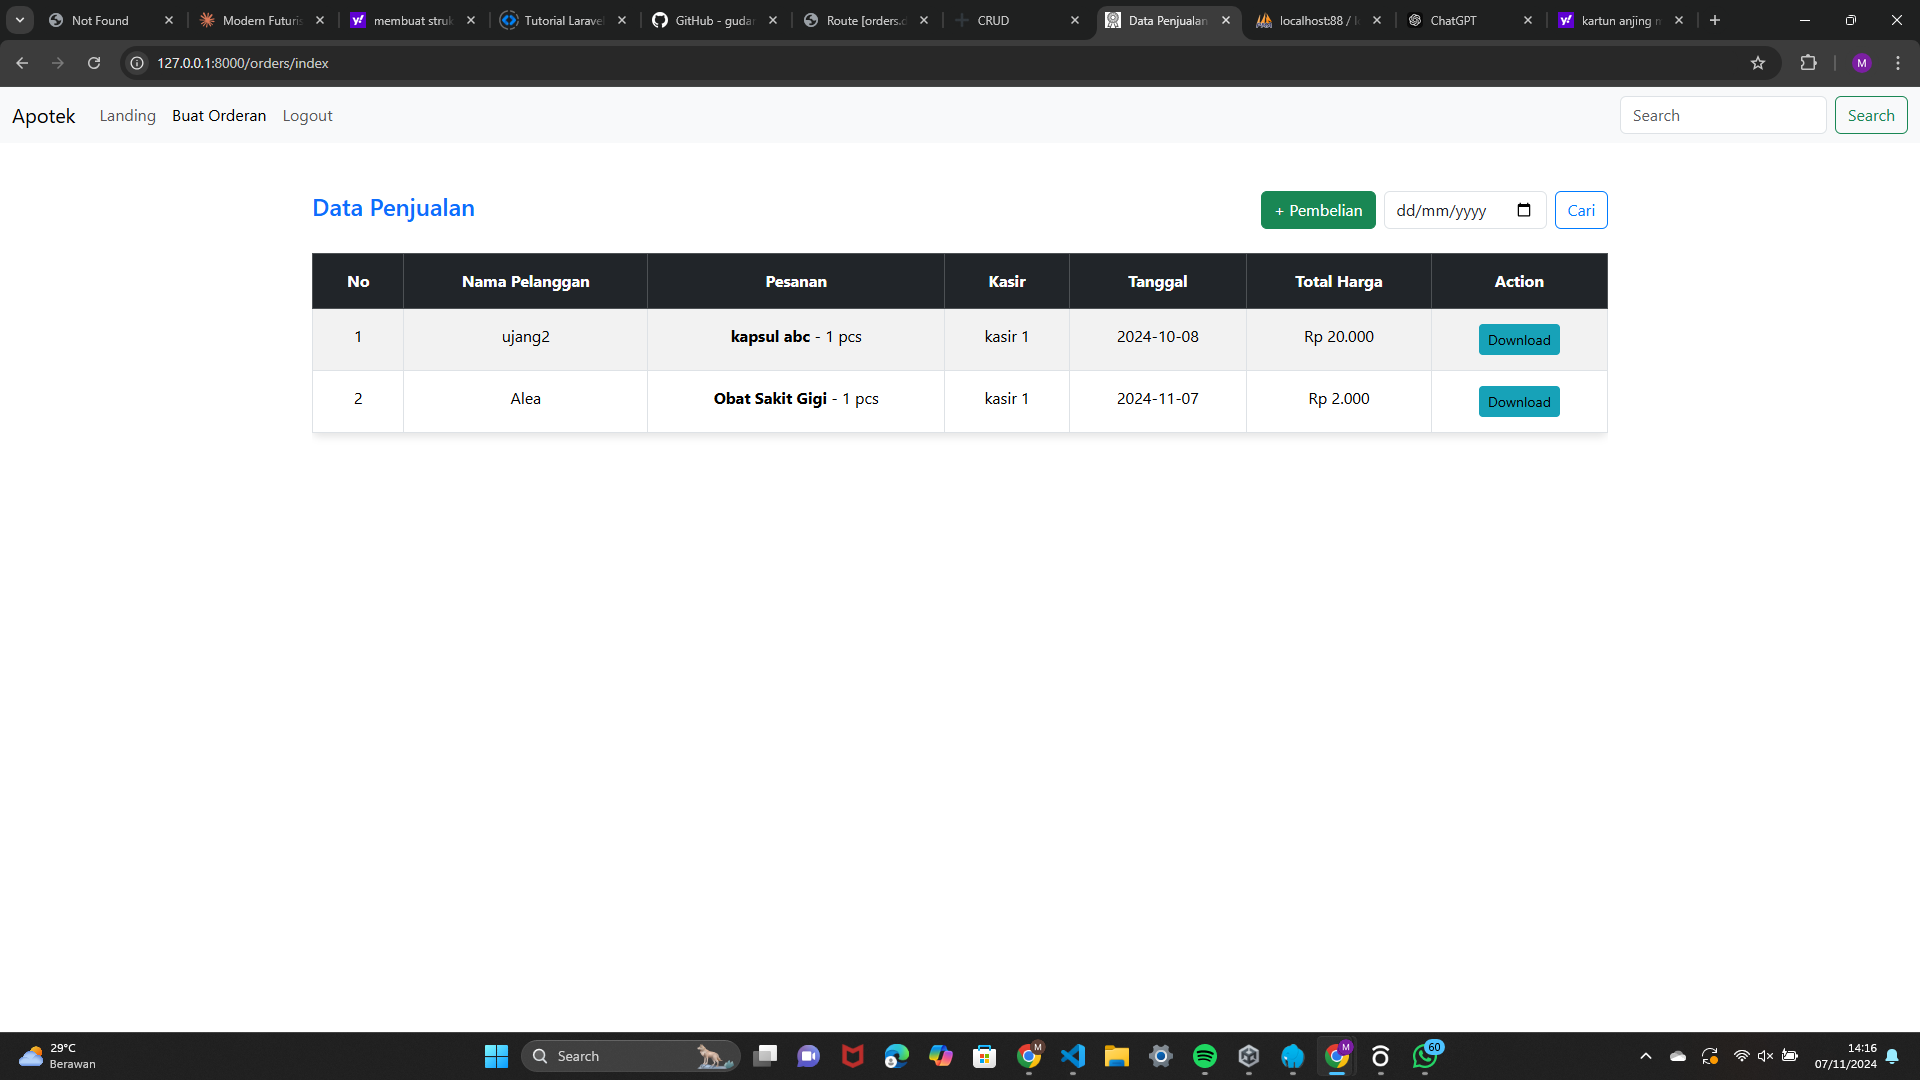 Not Found
Modern Futuris
membuat struk
Tutorial Laravel
GitHub - gudan
Route [orders.d
CRUD
Data Penjualan
localhost:88 / l
ChatGPT
kartun anjing m
127.0.0.1:8000/orders/index
M
Apotek
Landing
Buat Orderan
Logout
Search
Search
Data Penjualan
+ Pembelian
dd/mm/yyyy
Cari
No Nama Pelanggan Pesanan Kasir Tanggal Total Harga Action
1 ujang2 kapsul abc - 1 pcs kasir 1 2024-10-08 Rp 20.000 Download
2 Alea Obat Sakit Gigi - 1 pcs kasir 1 2024-11-07 Rp 2.000 Download
29°C
Berawan
Search
M
M
60
14:16
07/11/2024